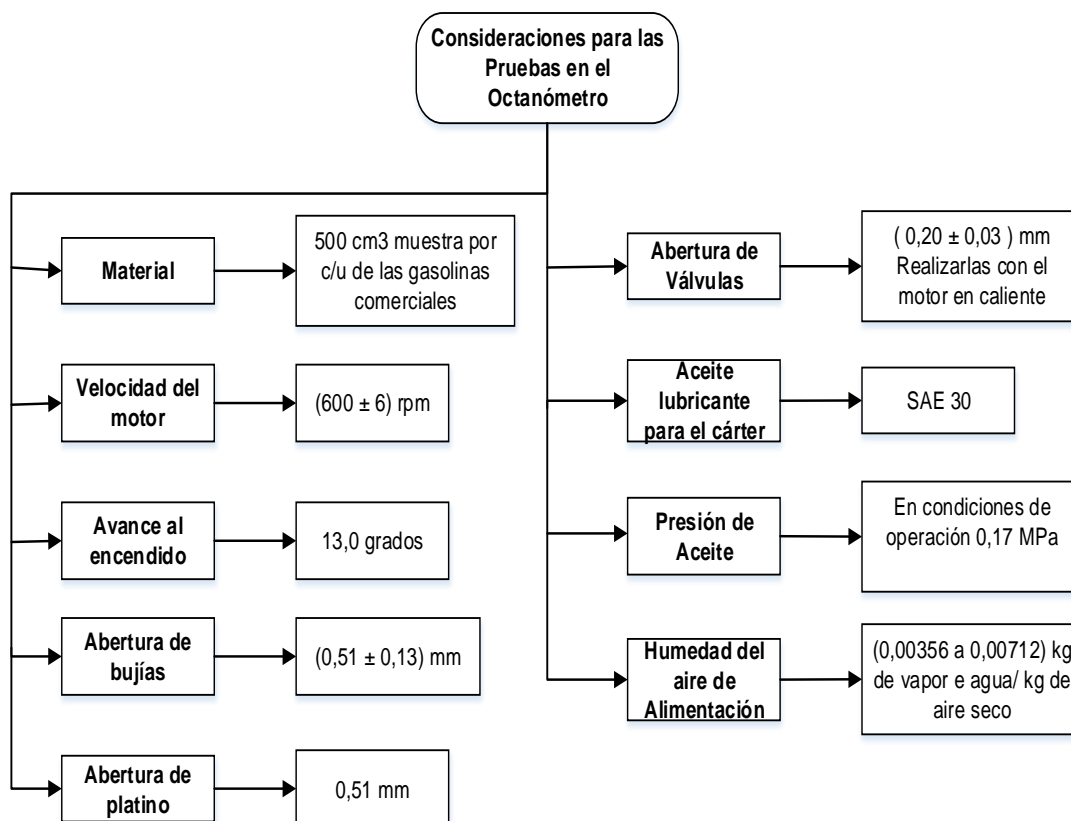 Consideraciones para las
Pruebas en el
Octanómetro
Material
500 cm3 muestra por
c/u de las gasolinas
comerciales
Velocidad del
motor
(600 ± 6) rpm
Avance al
encendido
13,0 grados
Abertura de
bujías
(0,51 ± 0,13) mm
Abertura de
platino
0,51 mm
Abertura de
Válvulas
( 0,20 ± 0,03 ) mm
Realizarlas con el
motor en caliente
Aceite
lubricante
para el cárter
SAE 30
Presión de
Aceite
En condiciones de
operación 0,17 MPa
Humedad del
aire de
Alimentación
(0,00356 a 0,00712) kg
de vapor e agua/ kg de
aire seco